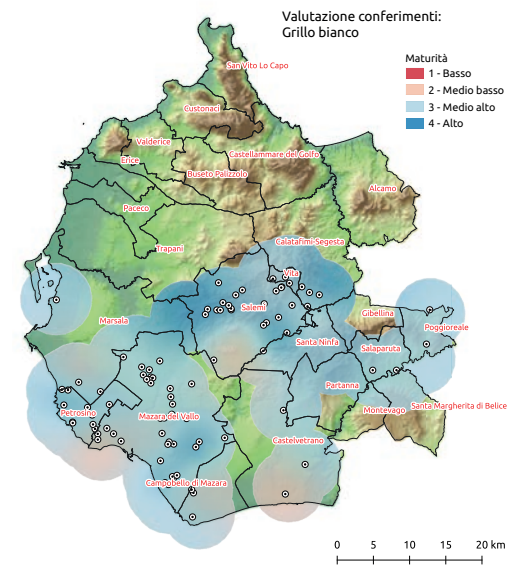 Valutazione conferimenti:
Grillo bianco
Maturità
1 - Basso
2 - Medio basso
3 - Medio alto
4 - Alto
San Vito Lo Capo
Custonaci
Valderice
Castellammare del Golfo
Erice
Buseto Palizzolo
Alcamo
Paceco
Trapani
Calatafimi-Segesta
Vita
Salemi
Gibellina
Marsala
Poggioreale
Santa Ninfa
Salaparuta
Partanna
Santa Margherita di Belice
Montevago
Petrosino
Mazara del Vallo
Castelvetrano
Campobello di Mazara
0 5 10 15 20 km